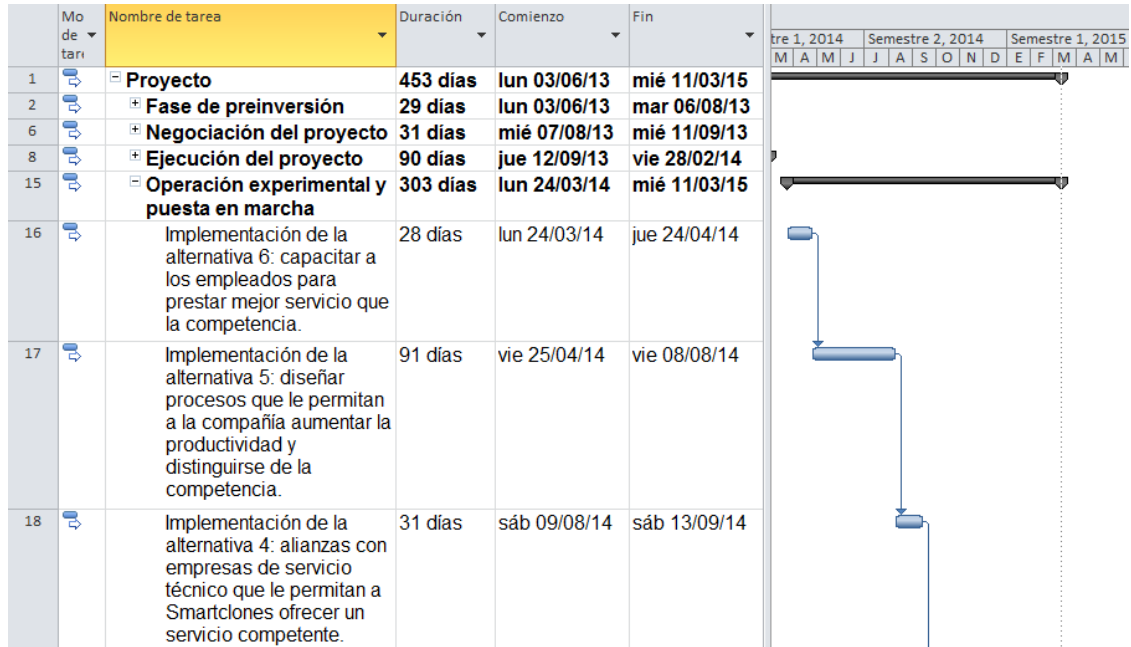 Mo de tare
Nombre de tarea
Duración
Comienzo
Fin
tre 1, 2014 Semestre 2, 2014 Semestre 1, 2015
M A M J J A S O N D E F M A M
1 Proyecto 453 días lun 03/06/13 mié 11/03/15
2 Fase de preinversión 29 días lun 03/06/13 mar 06/08/13
6 Negociación del proyecto 31 días mié 07/08/13 mié 11/09/13
8 Ejecución del proyecto 90 días jue 12/09/13 vie 28/02/14
15 Operación experimental y 303 días lun 24/03/14 mié 11/03/15
puesta en marcha
16 Implementación de la 28 días lun 24/03/14 jue 24/04/14
alternativa 6: capacitar a
los empleados para
prestar mejor servicio que
la competencia.
17 Implementación de la 91 días vie 25/04/14 vie 08/08/14
alternativa 5: diseñar
procesos que le permitan
a la compañía aumentar la
productividad y
distinguirse de la
competencia.
18 Implementación de la 31 días sáb 09/08/14 sáb 13/09/14
alternativa 4: alianzas con
empresas de servicio
técnico que le permitan a
Smartclones ofrecer un
servicio competente.